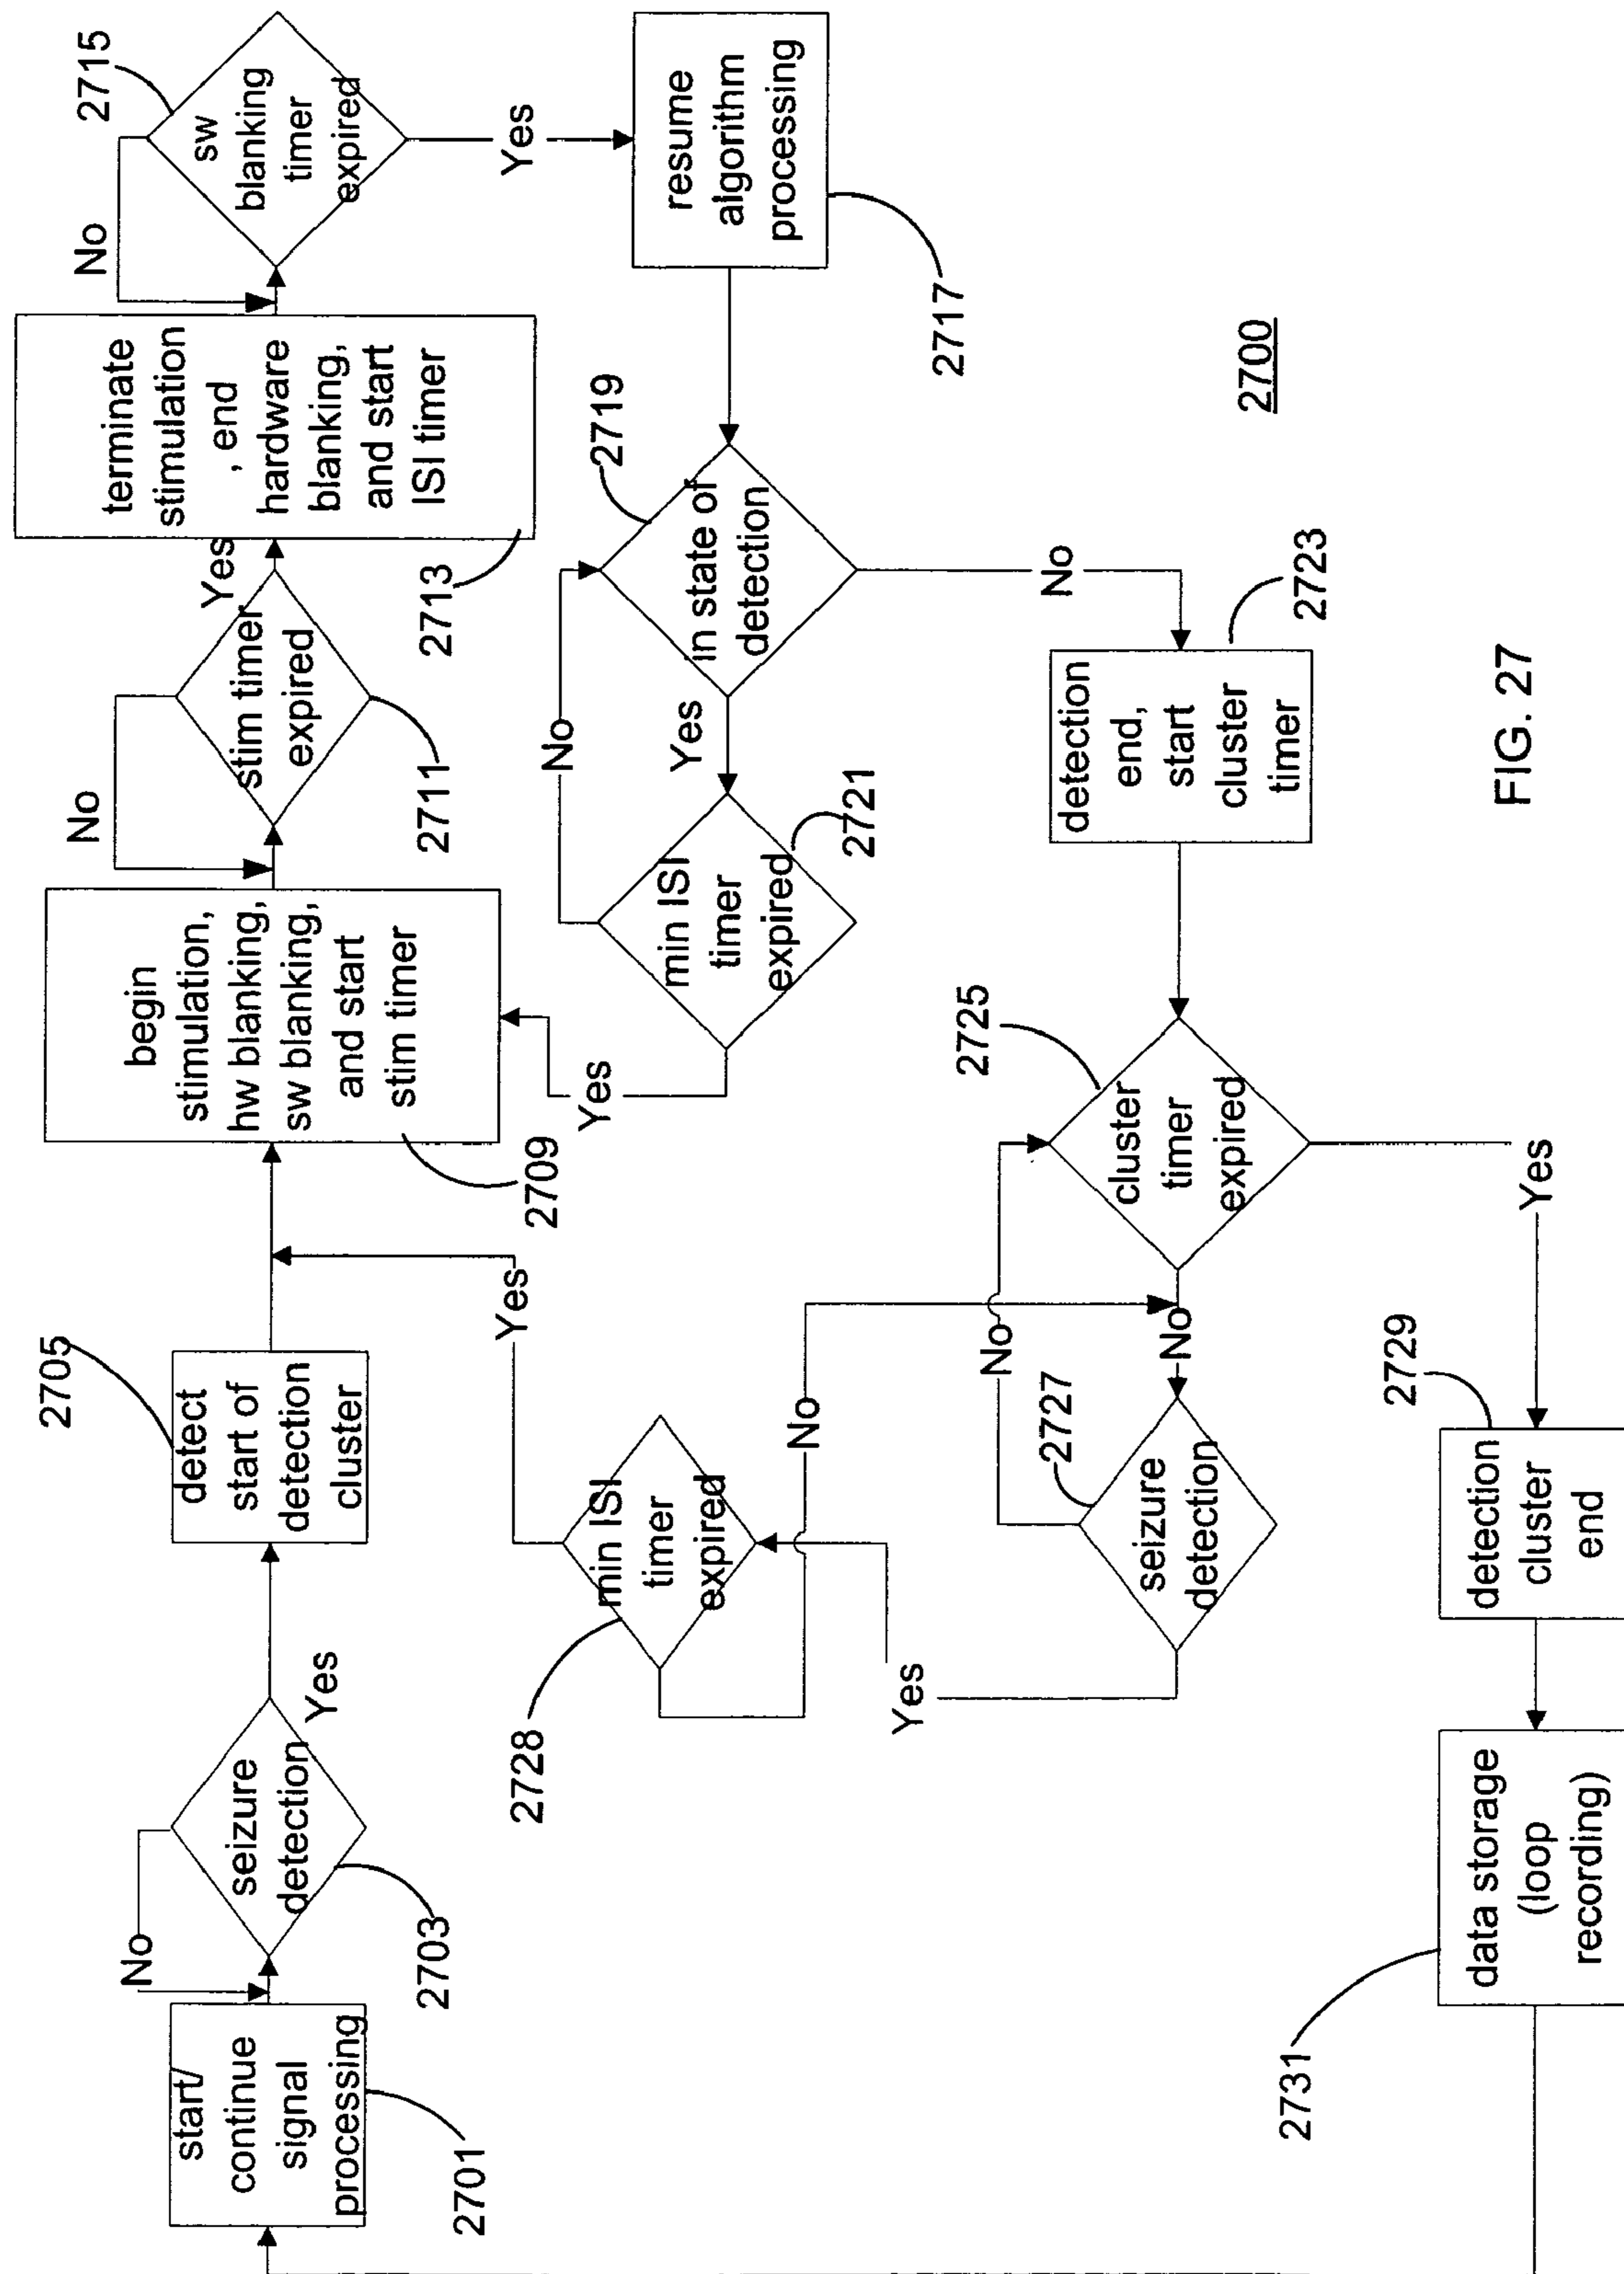 start/
continue
signal
processing
2701
No
seizure
detection
2703
Yes
2705
detect
start of
detection
cluster
begin
stimulation,
hw blanking,
sw blanking,
and start
stim timer
2709
No
stim timer
expired
2711
Yes
terminate
stimulation
, end
hardware
blanking,
and start
ISI timer
2713
No
sw
blanking
timer
expired
2715
Yes
resume
algorithm
processing
2717
2719
in state of
detection
No
Yes
min ISI
timer
expired
2721
Yes
No
detection
end,
start
cluster
timer
2723
2725
cluster
timer
expired
No
Yes
seizure
detection
2727
No
Yes
min ISI
timer
expired
2728
Yes
No
2729
detection
cluster
end
data storage
(loop
recording)
2731
2700
FIG. 27